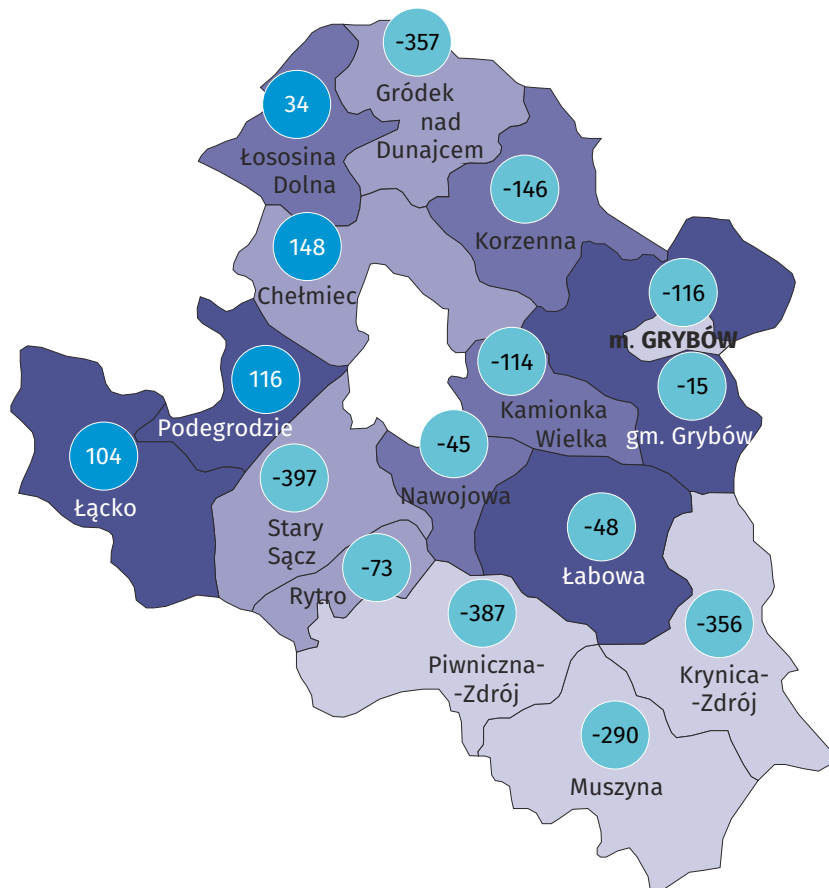 -357
Gródek
nad
Dunajcem
34
Łososina
Dolna
-146
Korzenna
148
Chełmiec
-116
m. GRYBÓW
-114
Kamionka
Wielka
-15
gm. Grybów
116
Podegrodzie
104
Łącko
-45
Nawojowa
-397
Stary
Sącz
-48
Łabowa
-73
Rytro
-387
Piwniczna-
-Zdrój
-356
Krynica-
-Zdrój
-290
Muszyna